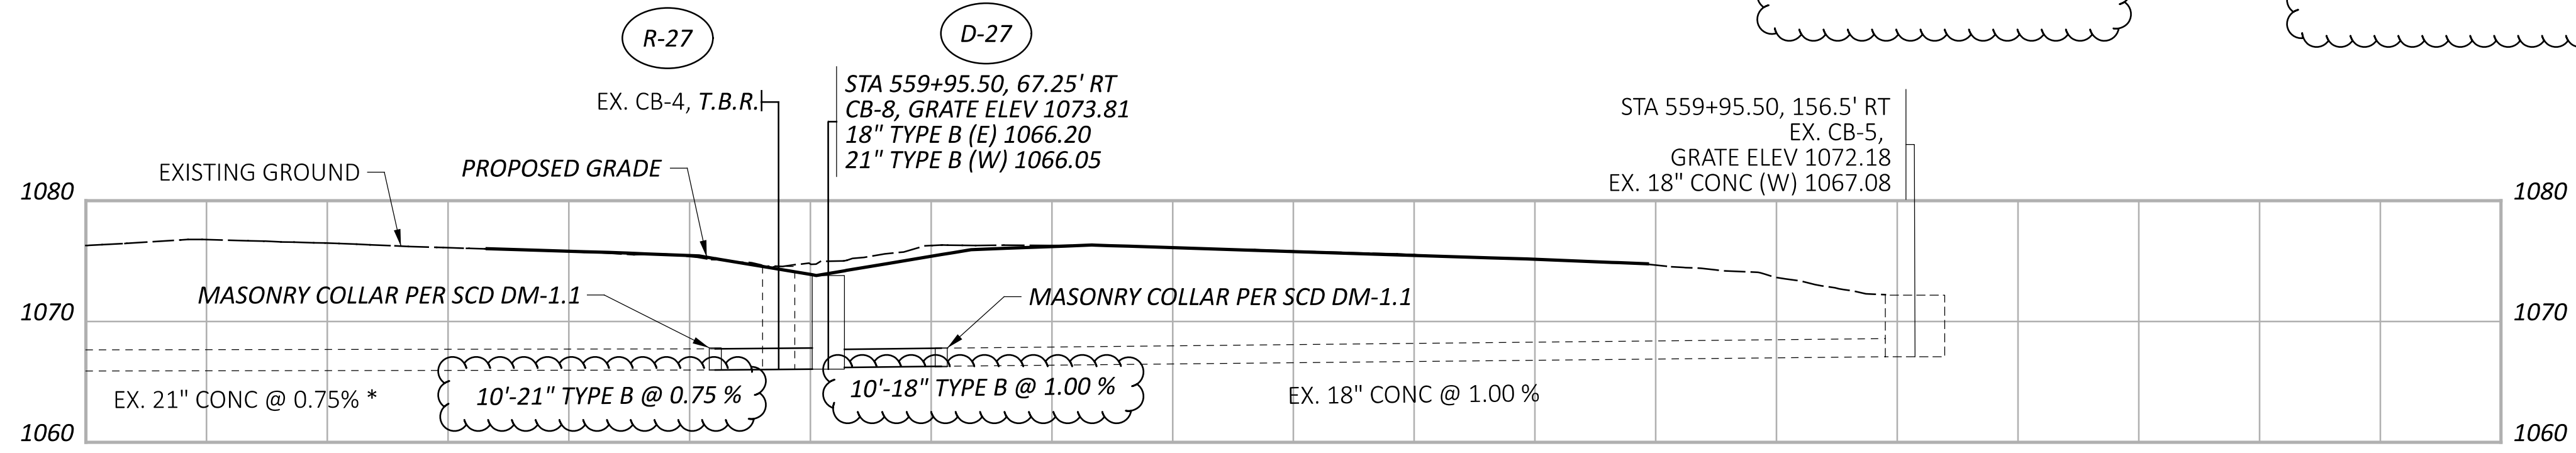 R-27
D-27
EX. CB-4, T.B.R.
STA 559+95.50, 67.25' RT
CB-8, GRATE ELEV 1073.81
18" TYPE B (E) 1066.20
21" TYPE B (W) 1066.05
STA 559+95.50, 156.5' RT
EX. CB-5,
GRATE ELEV 1072.18
EX. 18" CONC (W) 1067.08
EXISTING GROUND
PROPOSED GRADE
1080
1080
MASONRY COLLAR PER SCD DM-1.1
MASONRY COLLAR PER SCD DM-1.1
1070
1070
EX. 21" CONC @ 0.75% *
10'-21" TYPE B @ 0.75 %
10'-18" TYPE B @ 1.00 %
EX. 18" CONC @ 1.00 %
1060
1060